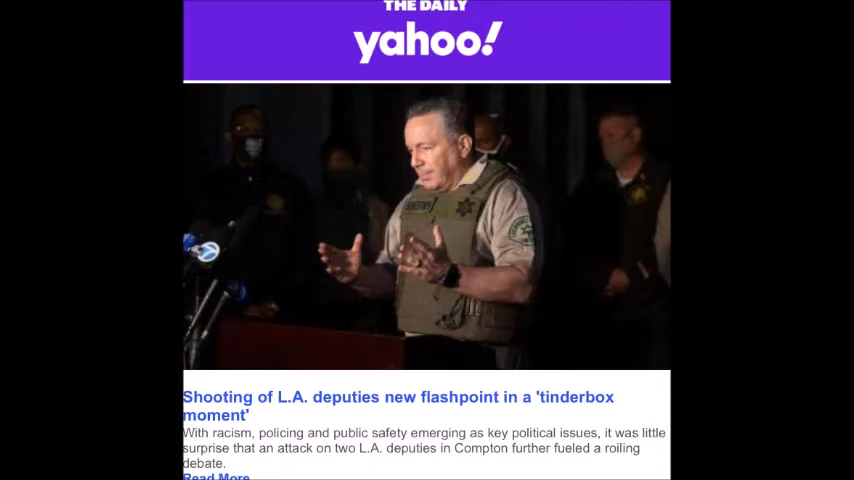 THE DAILY
yahoo!
SHERIFF
7
Shooting of L.A. deputies new flashpoint in a 'tinderbox
moment'
With racism, policing and public safety emerging as key political issues, it was little
surprise that an attack on two L.A. deputies in Compton further fueled a roiling
debate.
Read More